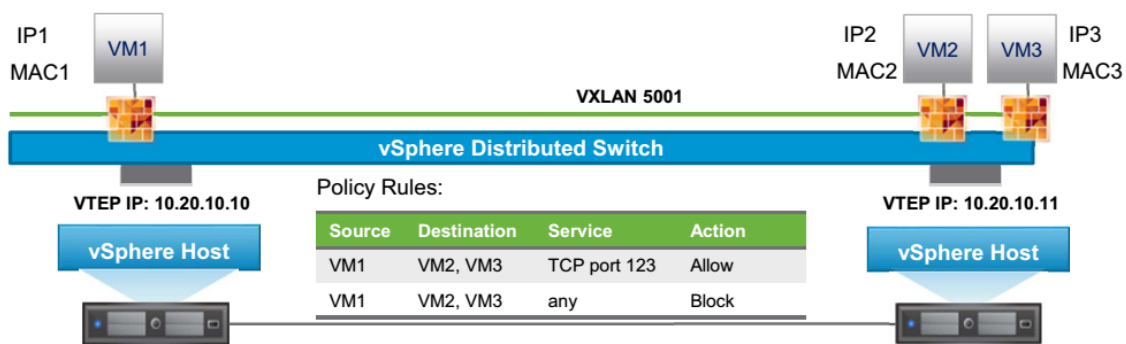 IP1
MAC1
VM1
IP2
MAC2
VM2
VM3
IP3
MAC3
VXLAN 5001
vSphere Distributed Switch
VTEP IP: 10.20.10.10
Policy Rules:
VTEP IP: 10.20.10.11
vSphere Host
Source Destination Service Action
VM1 VM2, VM3 TCP port 123 Allow
VM1 VM2, VM3 any Block
vSphere Host